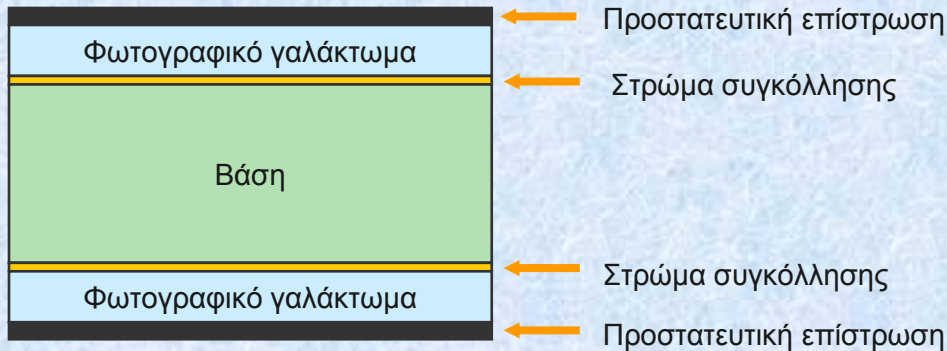 Προστατευτική επίστρωση
Φωτογραφικό γαλάκτωμα
Στρώμα συγκόλλησης
Βάση
Στρώμα συγκόλλησης
Φωτογραφικό γαλάκτωμα
Προστατευτική επίστρωση